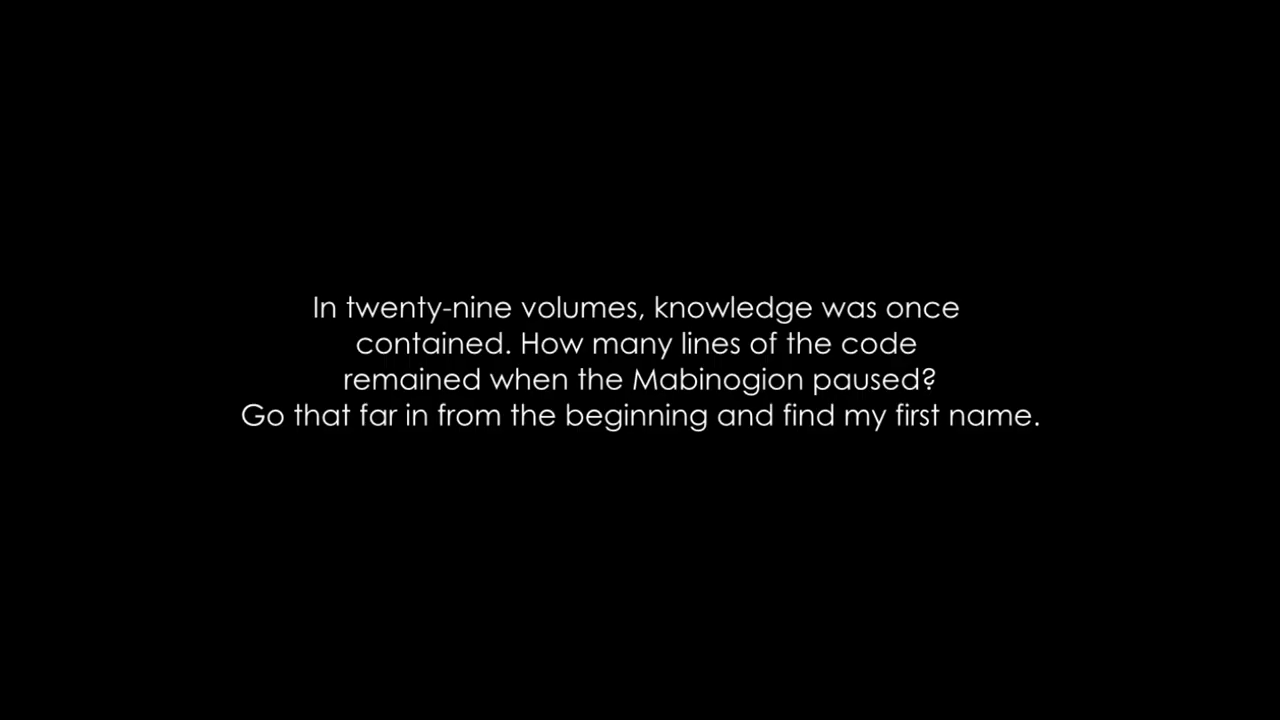 In twenty-nine volumes, knowledge was once
contained. How many lines of the code
remained when the Mabinogion paused?
Go that far in from the beginning and find my first name.